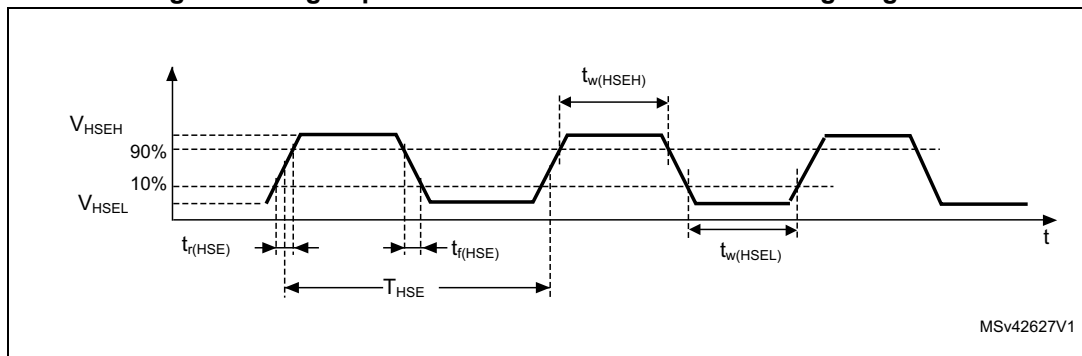 t_w(HSEH)
V_HSEH
90%
10%
V_HSEL
t_r(HSE)
t_f(HSE)
t_w(HSEL)
t
T_HSE
MSv42627V1